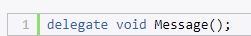 1 delegate void Message();